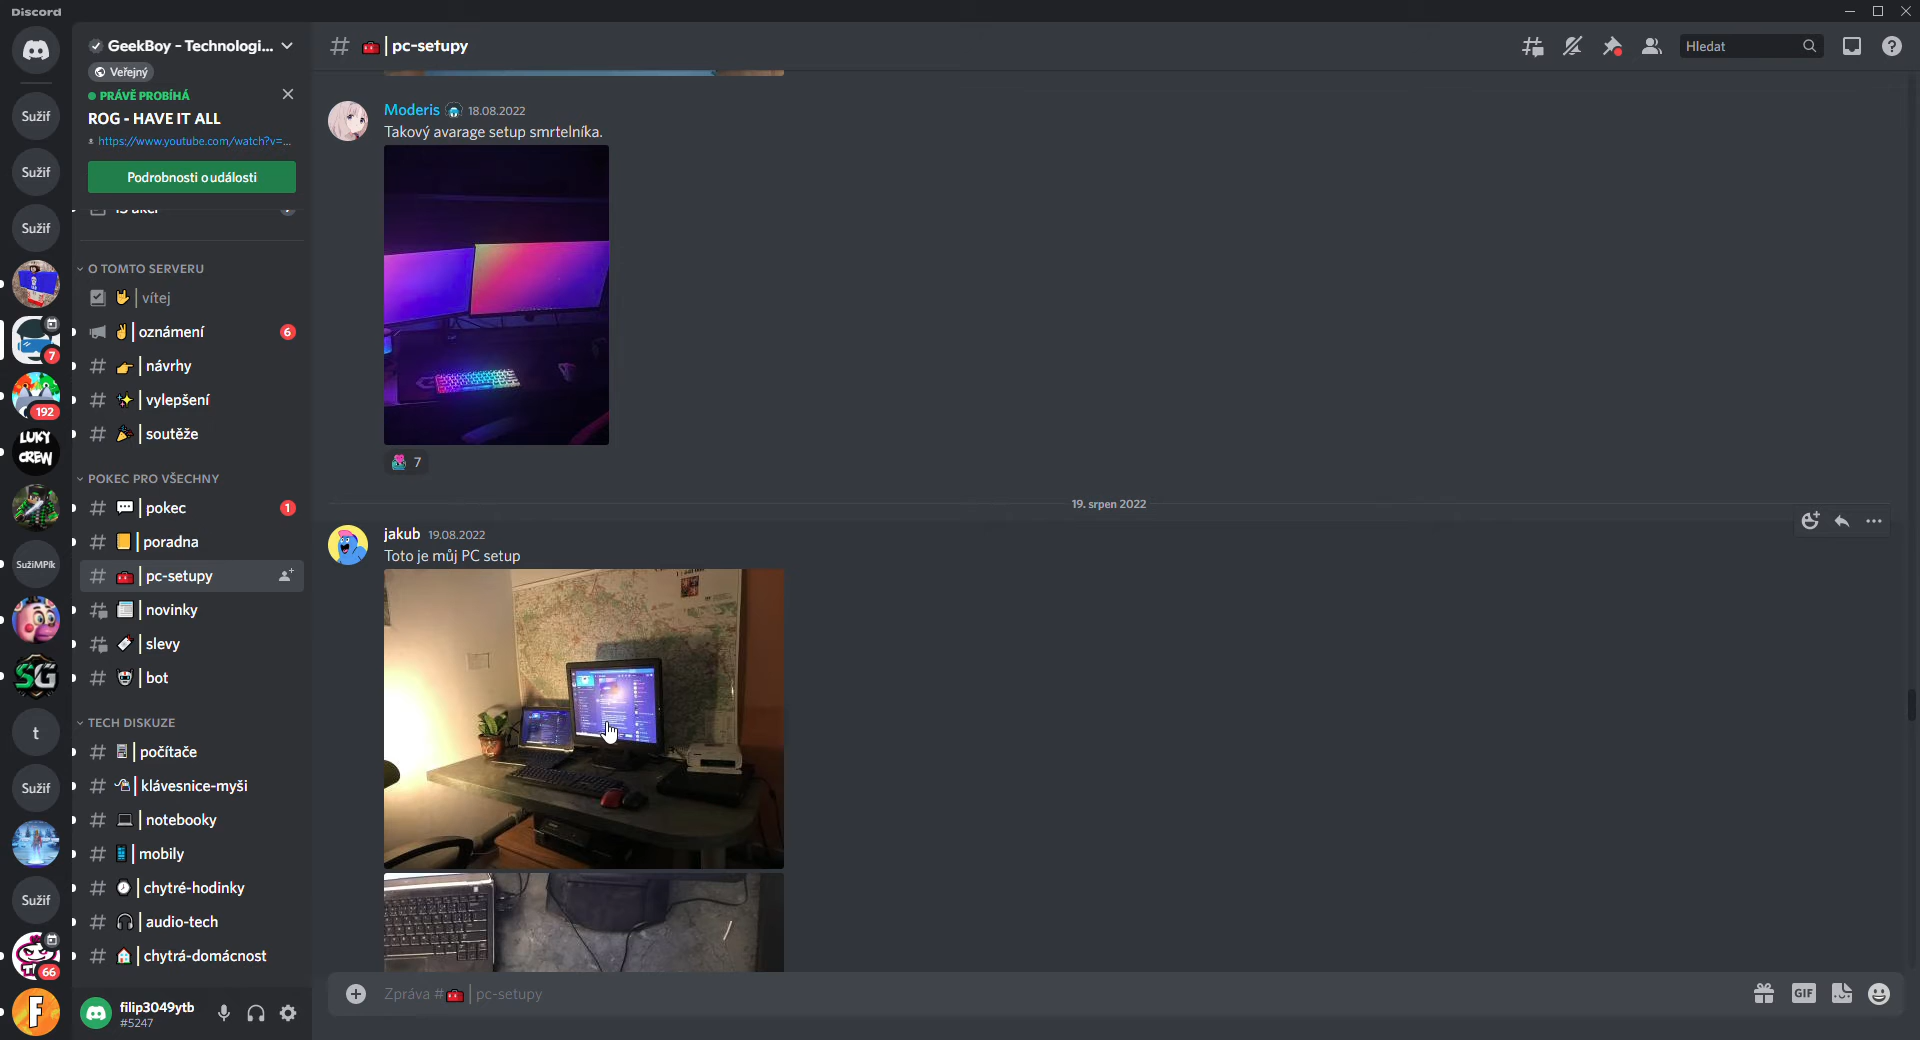 Discord
GeekBoy - Technologi...
Veřejný
PRÁVĚ PROBÍHÁ
ROG - HAVE IT ALL
https://www.youtube.com/watch?v=...
Podrobnosti o události
O TOMTO SERVERU
vítej
oznámení
6
návrhy
vylepšení
soutěže
POKEC PRO VŠECHNY
pokec
1
poradna
pc-setupy
novinky
slevy
bot
TECH DISKUZE
počítače
klávesnice-myši
notebooky
mobily
chytré-hodinky
audio-tech
chytrá-domácnost
filip3049ytb
#5247
Sužif
Sužif
Sužif
7
192
LUKY
CREW
SužiMPík
SG
t
Sužif
Sužif
66
F
pc-setupy
Hledat
Moderis 18.08.2022
Takový avarage setup smrtelníka.
7
19. srpen 2022
jakub 19.08.2022
Toto je můj PC setup
Zpráva # pc-setupy
GIF